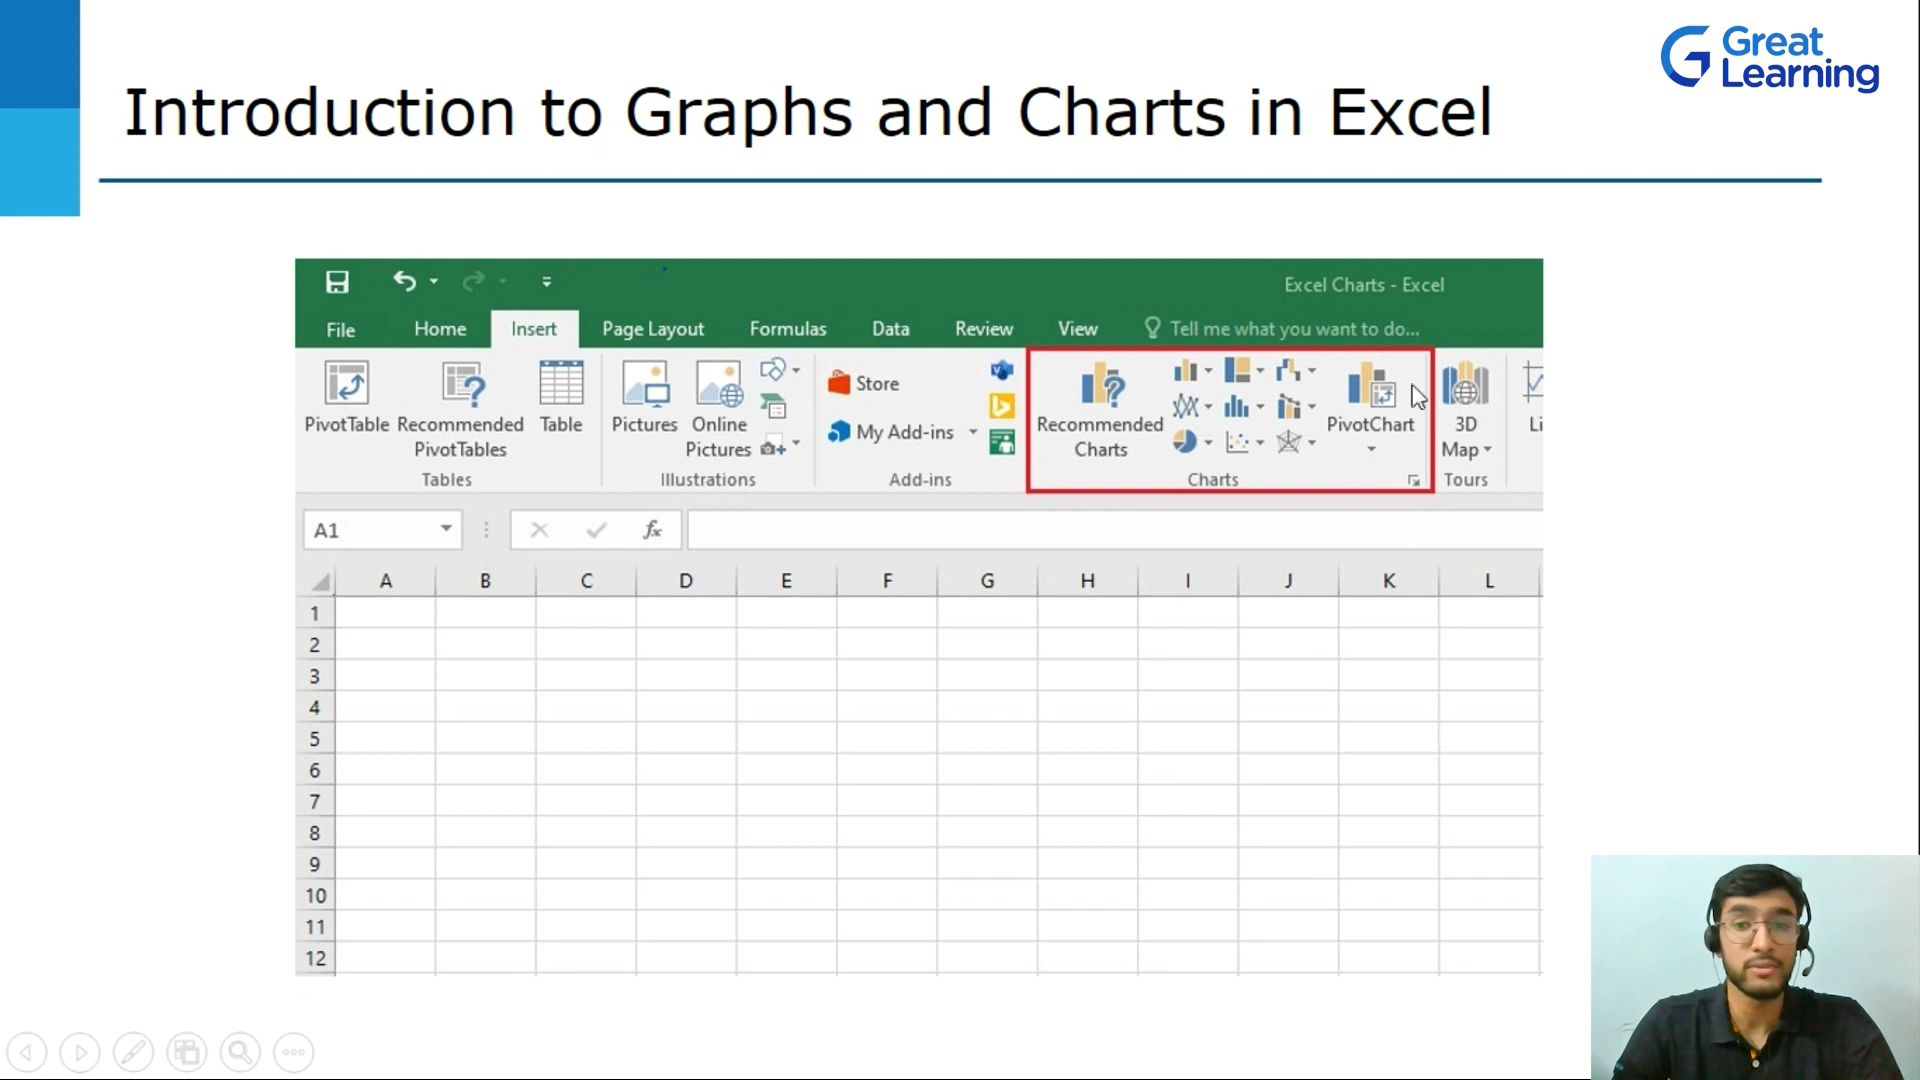 Great
Learning
Introduction to Graphs and Charts in Excel
Excel Charts - Excel
File Home Insert Page Layout Formulas Data Review View Tell me what you want to do...
PivotTable Recommended PivotTables Table
Tables
Pictures Online Pictures
Illustrations
Store
My Add-ins
Add-ins
Recommended Charts
PivotChart
Charts
3D Map
Tours
Li
A1 fx
A B C D E F G H I J K L
1
2
3
4
5
6
7
8
9
10
11
12